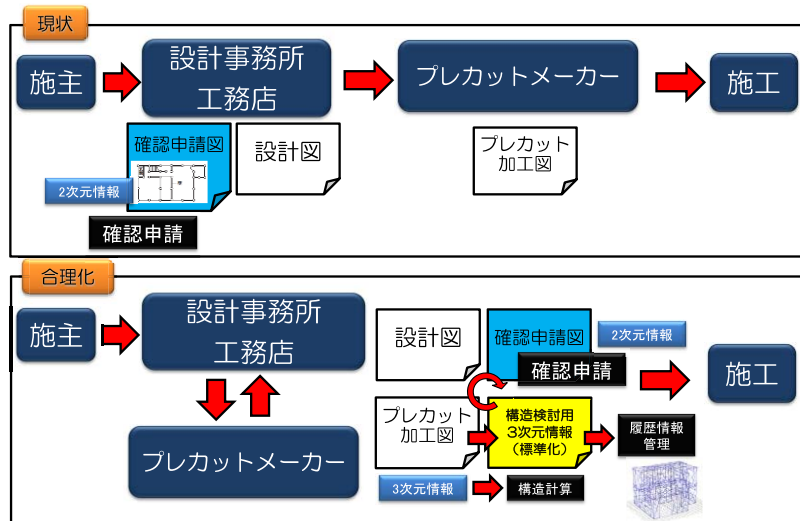 現状
施主
設計事務所
工務店
プレカットメーカー
施工
確認申請図
設計図
プレカット
加工図
2次元情報
確認申請
合理化
施主
設計事務所
工務店
設計図
確認申請図
2次元情報
確認申請
施工
プレカットメーカー
プレカット
加工図
構造検討用
3次元情報
(標準化)
履歴情報
管理
3次元情報
構造計算